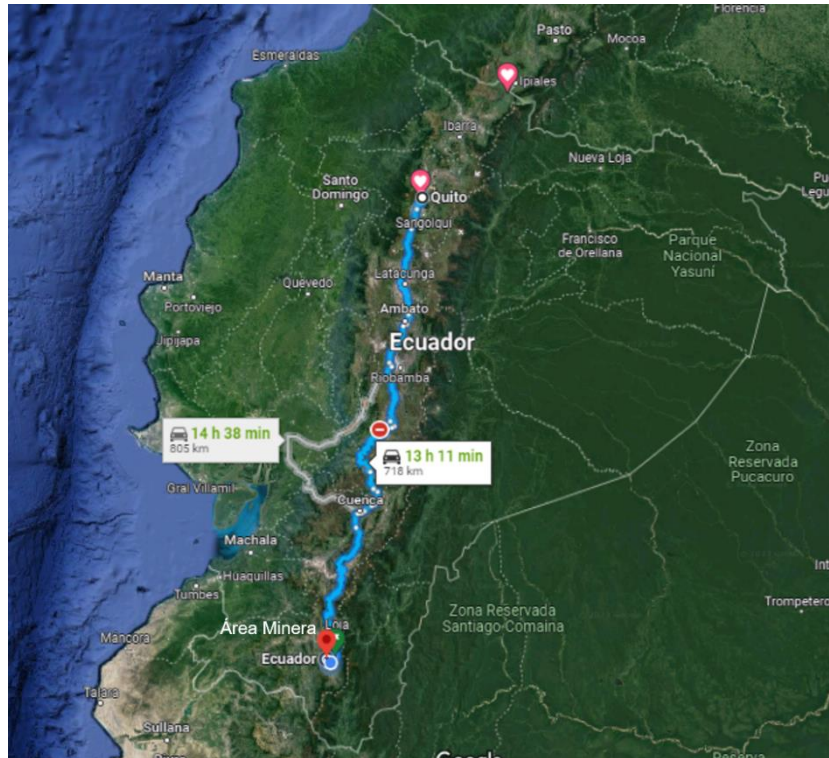 Florencia
Pasto
Mocoa
Esmeraldas
Ipiales
Ibarra
Nueva Loja
Santo
Domingo
Quito
Sangolqui
Francisco
de Orellana
Parque
Nacional
Yasuní
Manta
Quevedo
Latacunga
Portoviejo
Ambato
Jipijapa
Ecuador
Riobamba
14 h 38 min
805 km
13 h 11 min
718 km
Zona
Reservada
Pucacuro
Gral Villamil
Cuenca
Machala
Huaquillas
Tumbes
Zona Reservada
Santiago Comaina
Trompetero
Área Minera
Loja
Mancora
Ecuador
Talara
Sullana
Google